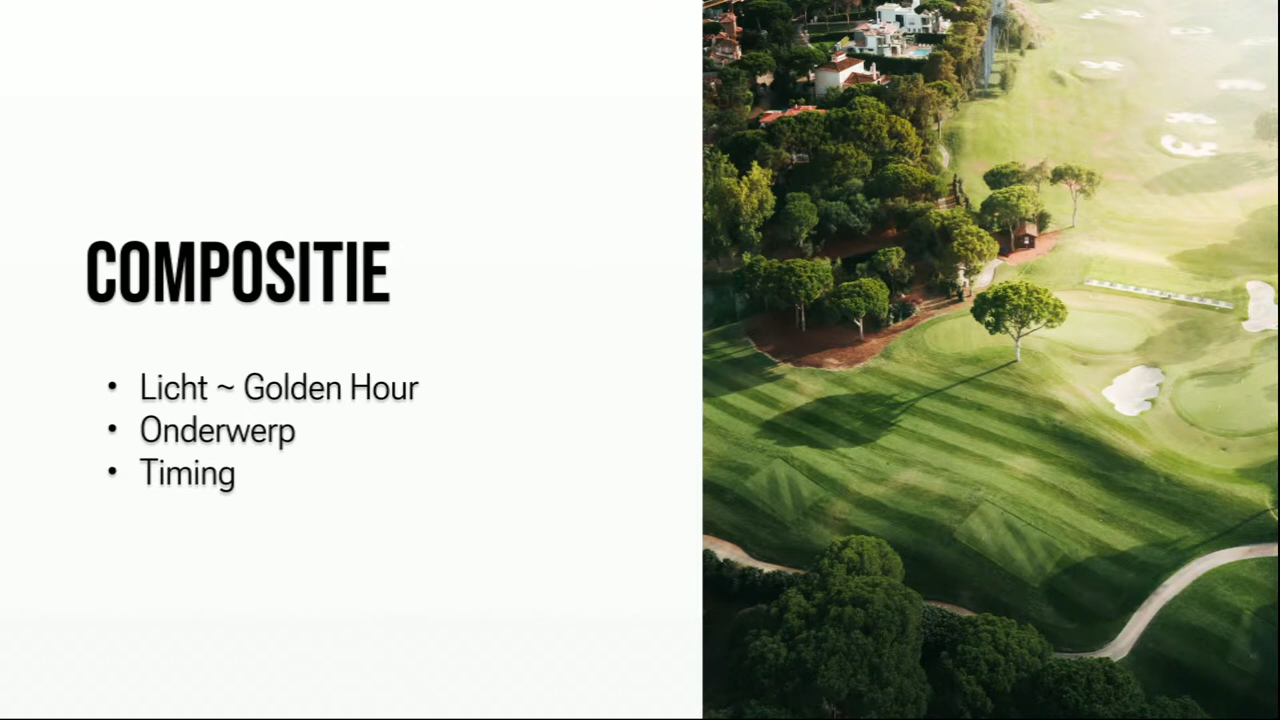 COMPOSITIE
• Licht ~ Golden Hour
• Onderwerp
• Timing